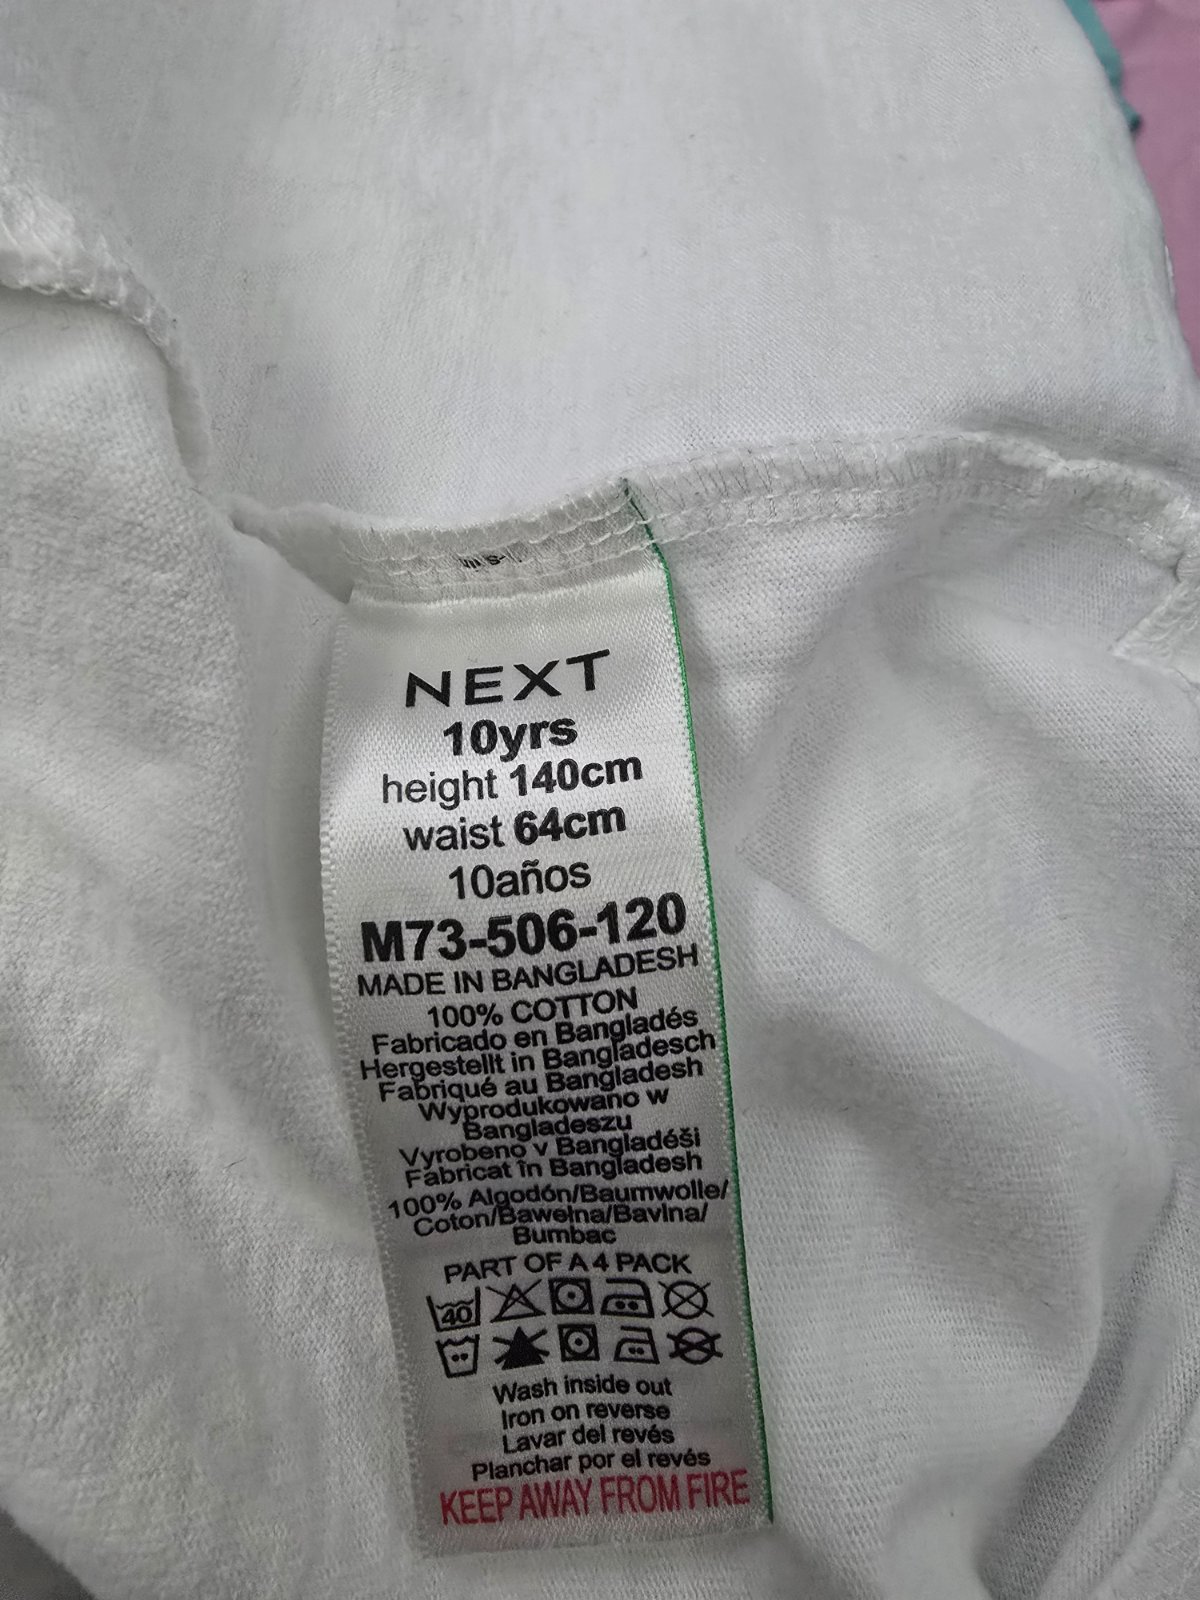 NEXT
10yrs
height 140cm
waist 64cm
10años
M73-506-120
MADE IN BANGLADESH
100% COTTON
Fabricado en Bangladés
Hergestellt in Bangladesch
Fabriqué au Bangladesh
Wyprodukowano w
Bangladeszu
Vyrobeno v Bangladéši
Fabricat în Bangladesh
100% Algodón/Baumwolle/
Coton/Bawełna/Bavlna/
Bumbac
PART OF A 4 PACK
40
Wash inside out
Iron on reverse
Lavar del revés
Planchar por el revés
KEEP AWAY FROM FIRE